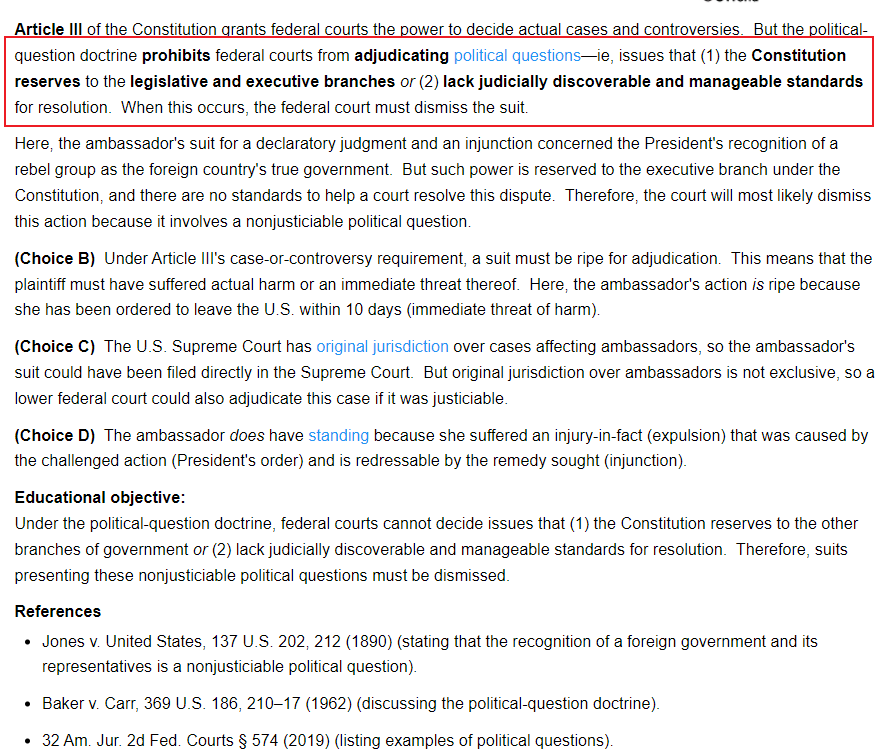 Article III of the Constitution grants federal courts the power to decide actual cases and controversies.  But the political-
question doctrine prohibits federal courts from adjudicating political questions—ie, issues that (1) the Constitution
reserves to the legislative and executive branches or (2) lack judicially discoverable and manageable standards
for resolution.  When this occurs, the federal court must dismiss the suit.
Here, the ambassador's suit for a declaratory judgment and an injunction concerned the President's recognition of a
rebel group as the foreign country's true government.  But such power is reserved to the executive branch under the
Constitution, and there are no standards to help a court resolve this dispute.  Therefore, the court will most likely dismiss
this action because it involves a nonjusticiable political question.
(Choice B)  Under Article III's case-or-controversy requirement, a suit must be ripe for adjudication.  This means that the
plaintiff must have suffered actual harm or an immediate threat thereof.  Here, the ambassador's action is ripe because
she has been ordered to leave the U.S. within 10 days (immediate threat of harm).
(Choice C)  The U.S. Supreme Court has original jurisdiction over cases affecting ambassadors, so the ambassador's
suit could have been filed directly in the Supreme Court.  But original jurisdiction over ambassadors is not exclusive, so a
lower federal court could also adjudicate this case if it was justiciable.
(Choice D)  The ambassador does have standing because she suffered an injury-in-fact (expulsion) that was caused by
the challenged action (President's order) and is redressable by the remedy sought (injunction).
Educational objective:
Under the political-question doctrine, federal courts cannot decide issues that (1) the Constitution reserves to the other
branches of government or (2) lack judicially discoverable and manageable standards for resolution.  Therefore, suits
presenting these nonjusticiable political questions must be dismissed.
References
• Jones v. United States, 137 U.S. 202, 212 (1890) (stating that the recognition of a foreign government and its
representatives is a nonjusticiable political question).
• Baker v. Carr, 369 U.S. 186, 210–17 (1962) (discussing the political-question doctrine).
• 32 Am. Jur. 2d Fed. Courts § 574 (2019) (listing examples of political questions).